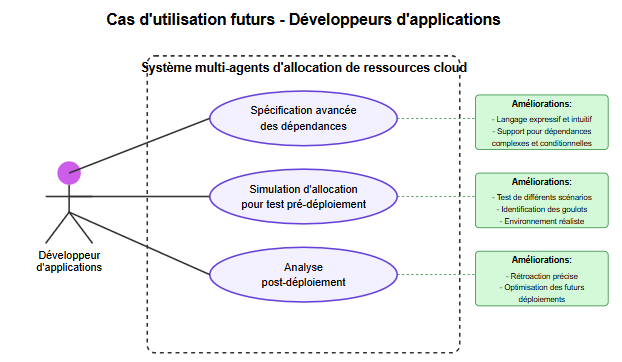 Cas d'utilisation futurs - Développeurs d'applications
Système multi-agents d'allocation de ressources cloud
Spécification avancée
des dépendances
Améliorations:
- Langage expressif et intuitif
- Support pour dépendances
complexes et conditionnelles
Simulation d'allocation
pour test pré-déploiement
Améliorations:
- Test de différents scénarios
- Identification des goulots
- Environnement réaliste
Développeur
d'applications
Analyse
post-déploiement
Améliorations:
- Rétroaction précise
- Optimisation des futurs
déploiements